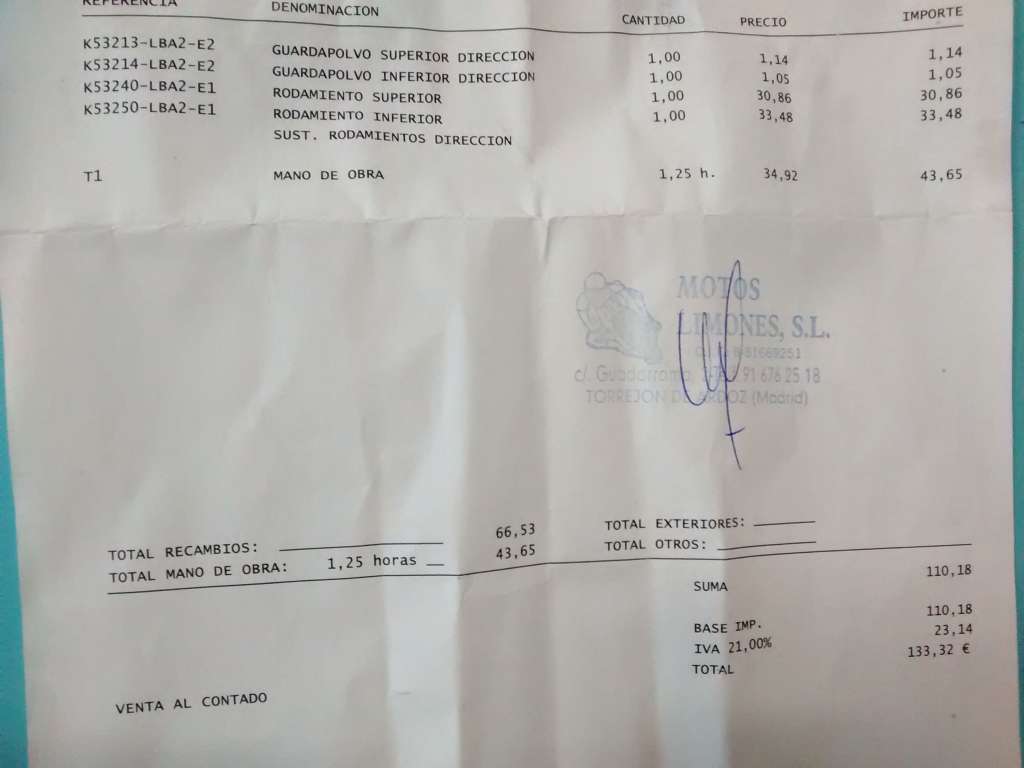 REFERENCIA DENOMINACION CANTIDAD PRECIO IMPORTE
K53213-LBA2-E2 GUARDAPOLVO SUPERIOR DIRECCION 1,00 1,14 1,14
K53214-LBA2-E2 GUARDAPOLVO INFERIOR DIRECCION 1,00 1,05 1,05
K53240-LBA2-E1 RODAMIENTO SUPERIOR 1,00 30,86 30,86
K53250-LBA2-E1 RODAMIENTO INFERIOR 1,00 33,48 33,48
SUST. RODAMIENTOS DIRECCION
T1 MANO DE OBRA 1,25 h. 34,92 43,65
MOTOS
LIMONES, S.L.
c/. Guadarrama, 91 676 25 18
TORREJON DE ARDOZ (Madrid)
TOTAL RECAMBIOS: 66,53 TOTAL EXTERIORES:
TOTAL MANO DE OBRA: 1,25 horas 43,65 TOTAL OTROS:
SUMA 110,18
BASE IMP. 110,18
IVA 21,00% 23,14
TOTAL 133,32 €
VENTA AL CONTADO